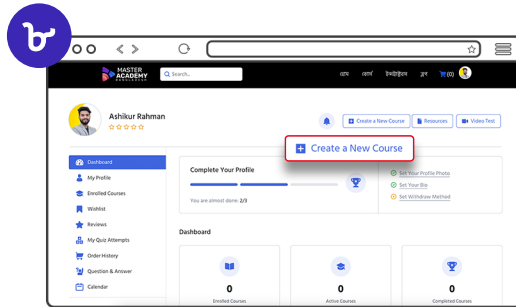 MASTER
ACADEMY
BANGLADESH
Search..
হোম কোর্স ইন্সট্রাক্টরস ব্লগ (0)
Ashikur Rahman
Create a New Course
Resources
Video Test
Create a New Course
Dashboard
My Profile
Enrolled Courses
Wishlist
Reviews
My Quiz Attempts
Order History
Question & Answer
Calendar
Complete Your Profile
You are almost done: 2/3
Set Your Profile Photo
Set Your Bio
Set Withdraw Method
Dashboard
0
Enrolled Courses
0
Active Courses
0
Completed Courses